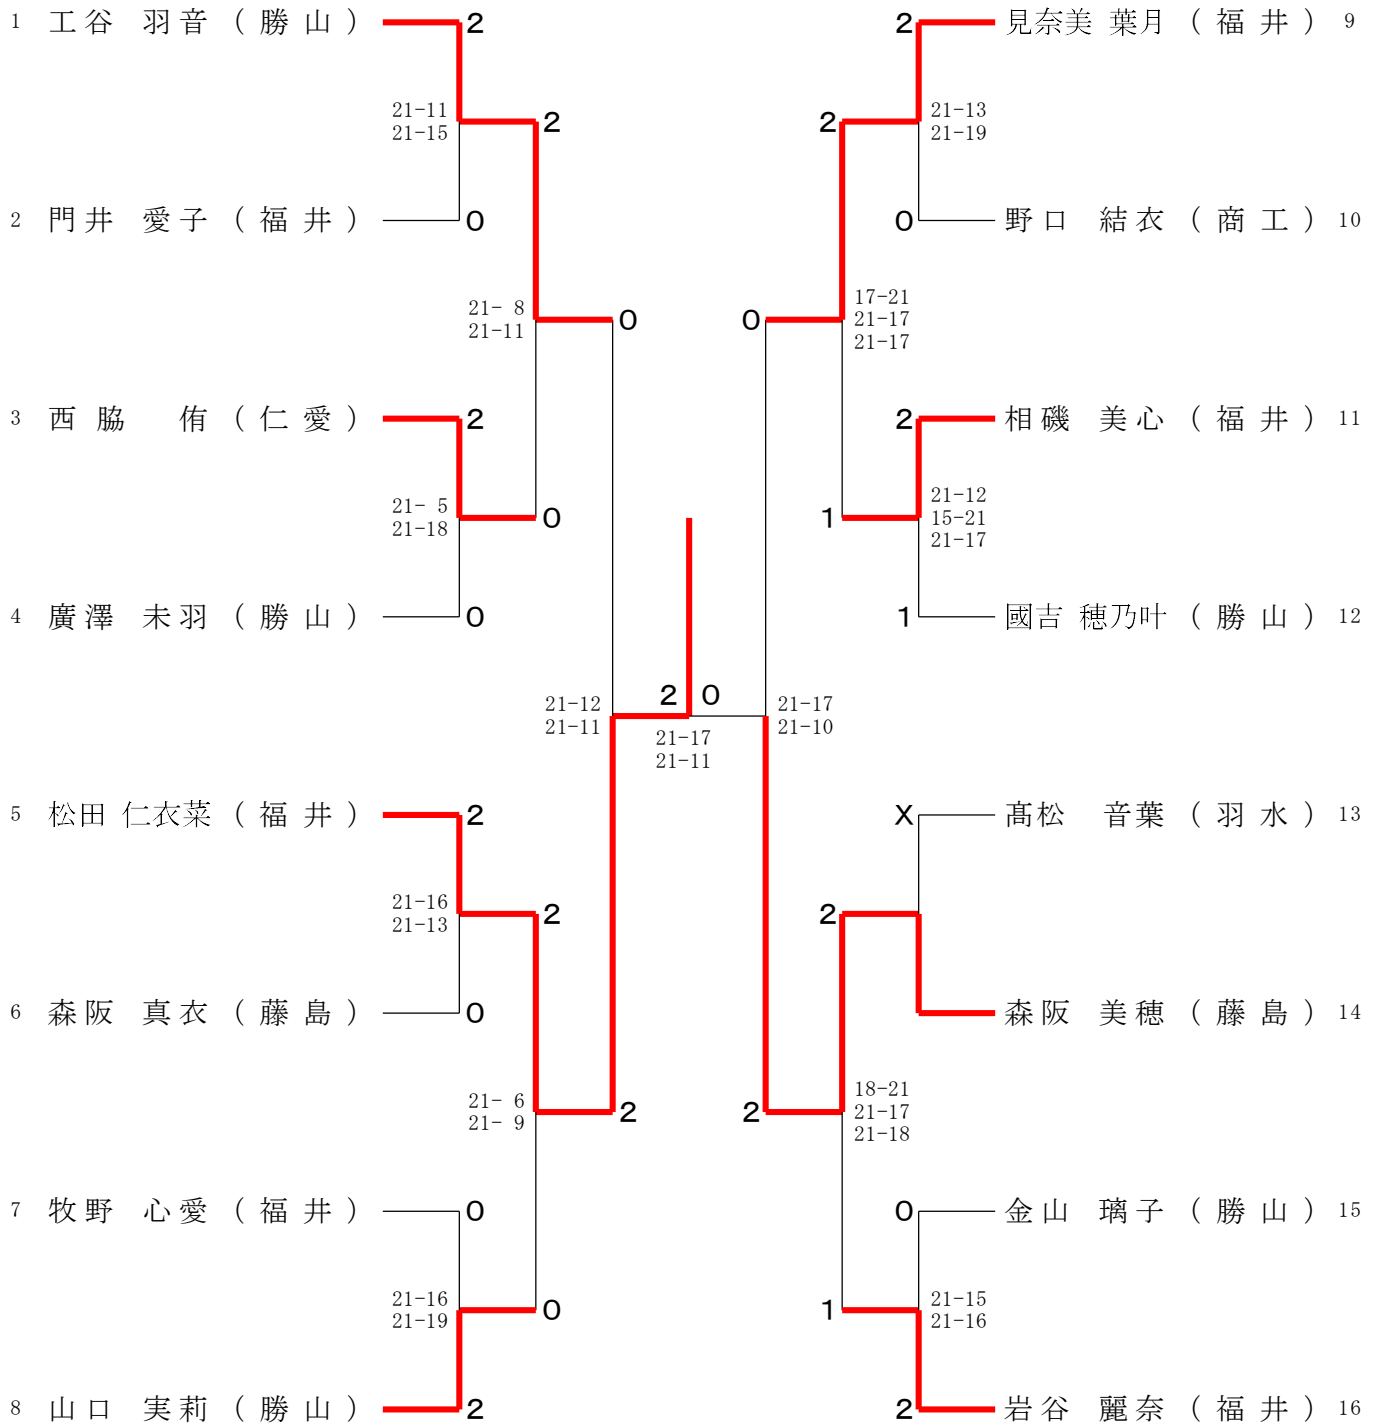 1 工谷 羽音 (勝山) 2
2 見奈美 葉月 (福井) 9
21-11
21-15
2
2
21-13
21-19
2 門井 愛子 (福井) 0
0 野口 結衣 (商工) 10
21- 8
21-11
0
0
17-21
21-17
21-17
3 西脇 侑 (仁愛) 2
2 相磯 美心 (福井) 11
21- 5
21-18
0
1
21-12
15-21
21-17
4 廣澤 未羽 (勝山) 0
1 國吉 穂乃叶 (勝山) 12
21-12
21-11
2 0
21-17
21-11
21-17
21-10
5 松田 仁衣菜 (福井) 2
X 髙松 音葉 (羽水) 13
21-16
21-13
2
2
6 森阪 真衣 (藤島) 0
森阪 美穂 (藤島) 14
21- 6
21- 9
2
2
18-21
21-17
21-18
7 牧野 心愛 (福井) 0
0 金山 璃子 (勝山) 15
21-16
21-19
0
1
21-15
21-16
8 山口 実莉 (勝山) 2
2 岩谷 麗奈 (福井) 16